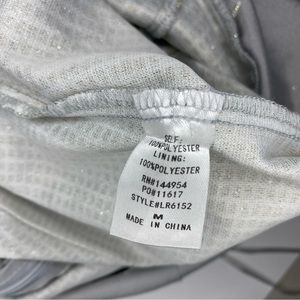 SELF:
100%POLYESTER
LINING:
100%POLYESTER
RN#144954
PO#11617
STYLE#LR6152
M
MADE IN CHINA